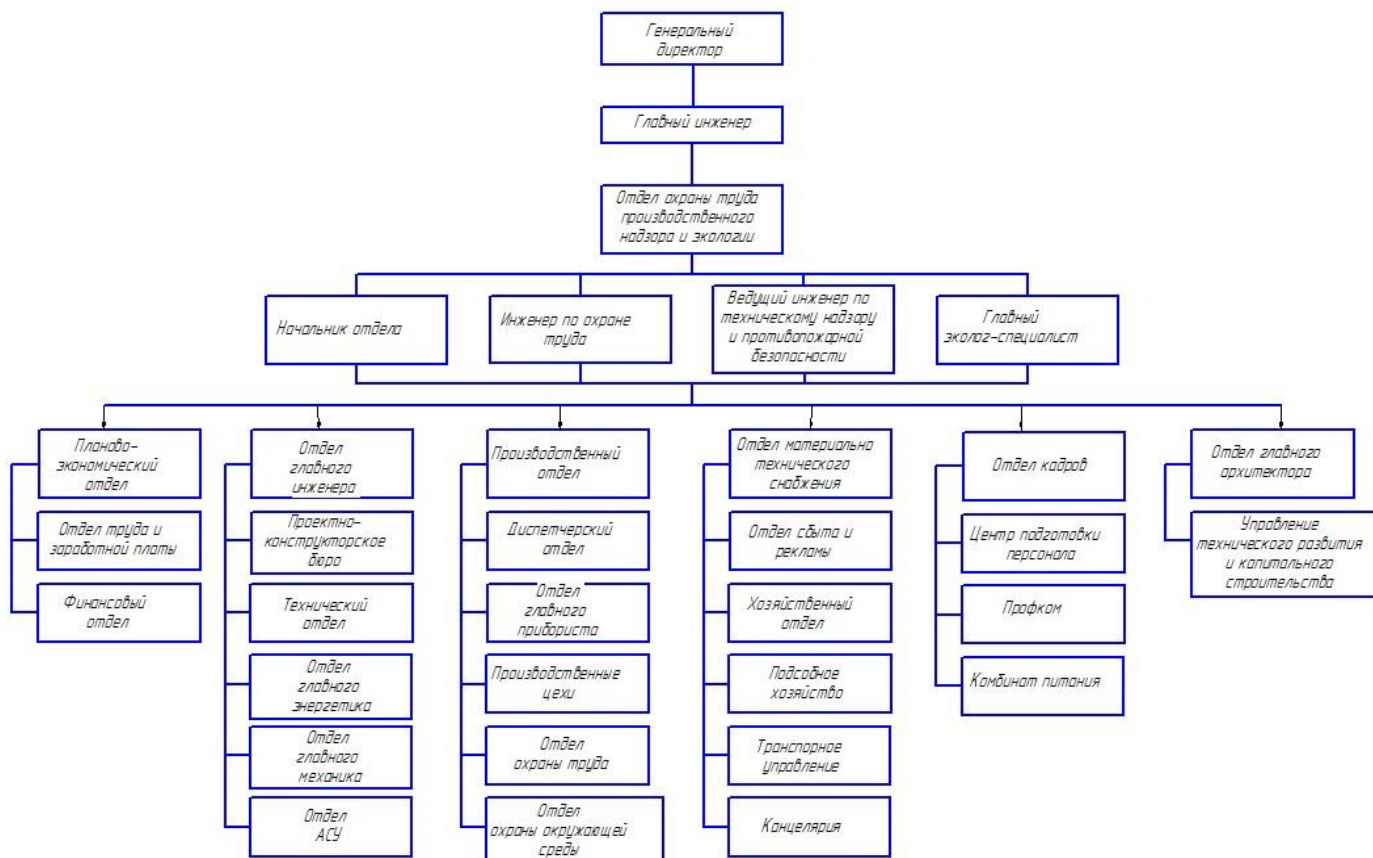 Генеральный
директор
Главный инженер
Отдел охраны труда
производственного
надзора и экологии
Начальник отдела
Инженер по охране
труда
Ведущий инженер по
техническому надзору
и противопожарной
безопасности
Главный
эколог-специалист
Планово-
экономический
отдел
Отдел труда и
заработной платы
Финансовый
отдел
Отдел
главного
инженера
Проектно-
конструкторское
бюро
Технический
отдел
Отдел
главного
энергетика
Отдел
главного
механика
Отдел
АСУ
Производственный
отдел
Диспетчерский
отдел
Отдел
главного
прибориста
Производственные
цехи
Отдел
охраны труда
Отдел
охраны окружающей
среды
Отдел материально
технического
снабжения
Отдел сбыта и
рекламы
Хозяйственный
отдел
Подсобное
хозяйство
Транспорное
управление
Канцелярия
Отдел кадров
Центр подготовки
персонала
Профком
Комбинат питания
Отдел главного
архитектора
Управление
технического развития
и капитального
строительства